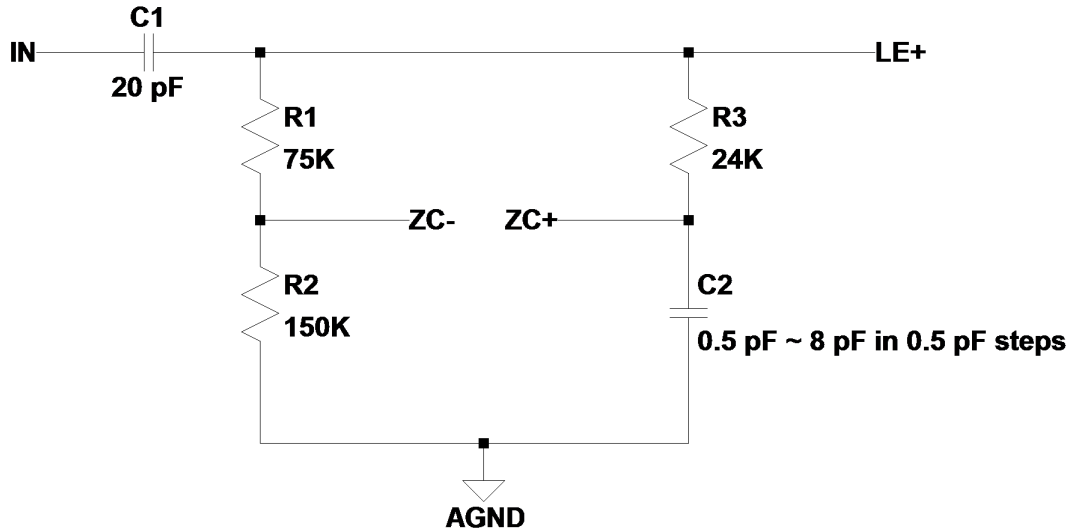 C1
IN
LE+
20 pF
R1
75K
R3
24K
ZC-
ZC+
R2
150K
C2
0.5 pF ~ 8 pF in 0.5 pF steps
AGND